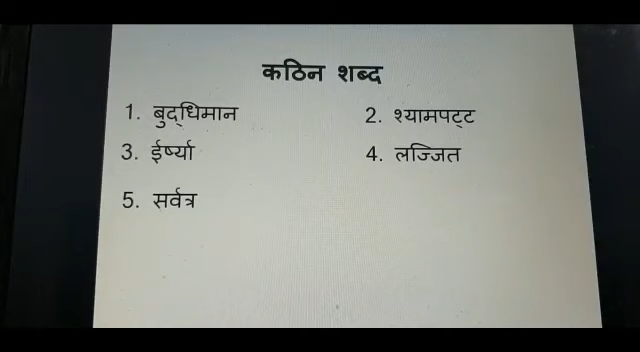 कठिन शब्द
1. बुद्‌धिमान 2. श्यामपट्‌ट
3. ईर्ष्या 4. लज्जित
5. सर्वत्र